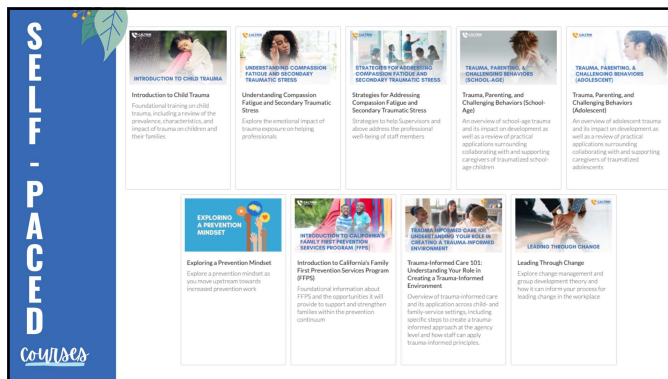 SELF-PACED
courses
CALTRIN
INTRODUCTION TO CHILD TRAUMA
Introduction to Child Trauma
Foundational training on child
trauma, including a review of the
prevalence, characteristics, and
impact of trauma on children and
their families.
UNDERSTANDING COMPASSION
FATIGUE AND SECONDARY
TRAUMATIC STRESS
Understanding Compassion
Fatigue and Secondary Traumatic
Stress
Explore the emotional impact of
trauma exposure on helping
professionals
CALTRIN
STRATEGIES FOR ADDRESSING
COMPASSION FATIGUE AND
SECONDARY TRAUMATIC STRESS
Strategies for Addressing
Compassion Fatigue and
Secondary Traumatic Stress
Strategies to help Supervisors and
above address the professional
well-being of staff members
CALTRIN
TRAUMA, PARENTING, &
CHALLENGING BEHAVIORS
(SCHOOL-AGE)
Trauma, Parenting, and
Challenging Behaviors (School-
Age)
An overview of school-age trauma
and its impact on development as
well as a review of practical
applications surrounding
collaborating with and supporting
caregivers of traumatized school-
age children
CALTRIN
TRAUMA, PARENTING, &
CHALLENGING BEHAVIORS
(ADOLESCENT)
Trauma, Parenting, and
Challenging Behaviors
(Adolescent)
An overview of adolescent trauma
and its impact on development as
well as a review of practical
applications surrounding
collaborating with and supporting
caregivers of traumatized
adolescents
EXPLORING
A PREVENTION
MINDSET
Exploring a Prevention Mindset
Explore a prevention mindset as
you move upstream towards
increased prevention work
CALTRIN
INTRODUCTION TO CALIFORNIA'S
FAMILY FIRST PREVENTION
SERVICES PROGRAM (FFPS)
Introduction to California's Family
First Prevention Services Program
(FFPS)
Foundational information about
FFPS and the opportunities it will
provide to support and strengthen
families within the prevention
continuum
TRAUMA INFORMED CARE 101:
UNDERSTANDING YOUR ROLE IN
CREATING A TRAUMA-INFORMED
ENVIRONMENT
Trauma-Informed Care 101:
Understanding Your Role in
Creating a Trauma-Informed
Environment
Overview of trauma-informed care
and its application across child- and
family-service settings, including
specific steps to create a trauma-
informed approach at the agency
level and how staff can apply
trauma-informed principles.
CALTRIN
LEADING THROUGH CHANGE
Leading Through Change
Explore change management and
group development theory and
how it can inform your process for
leading change in the workplace